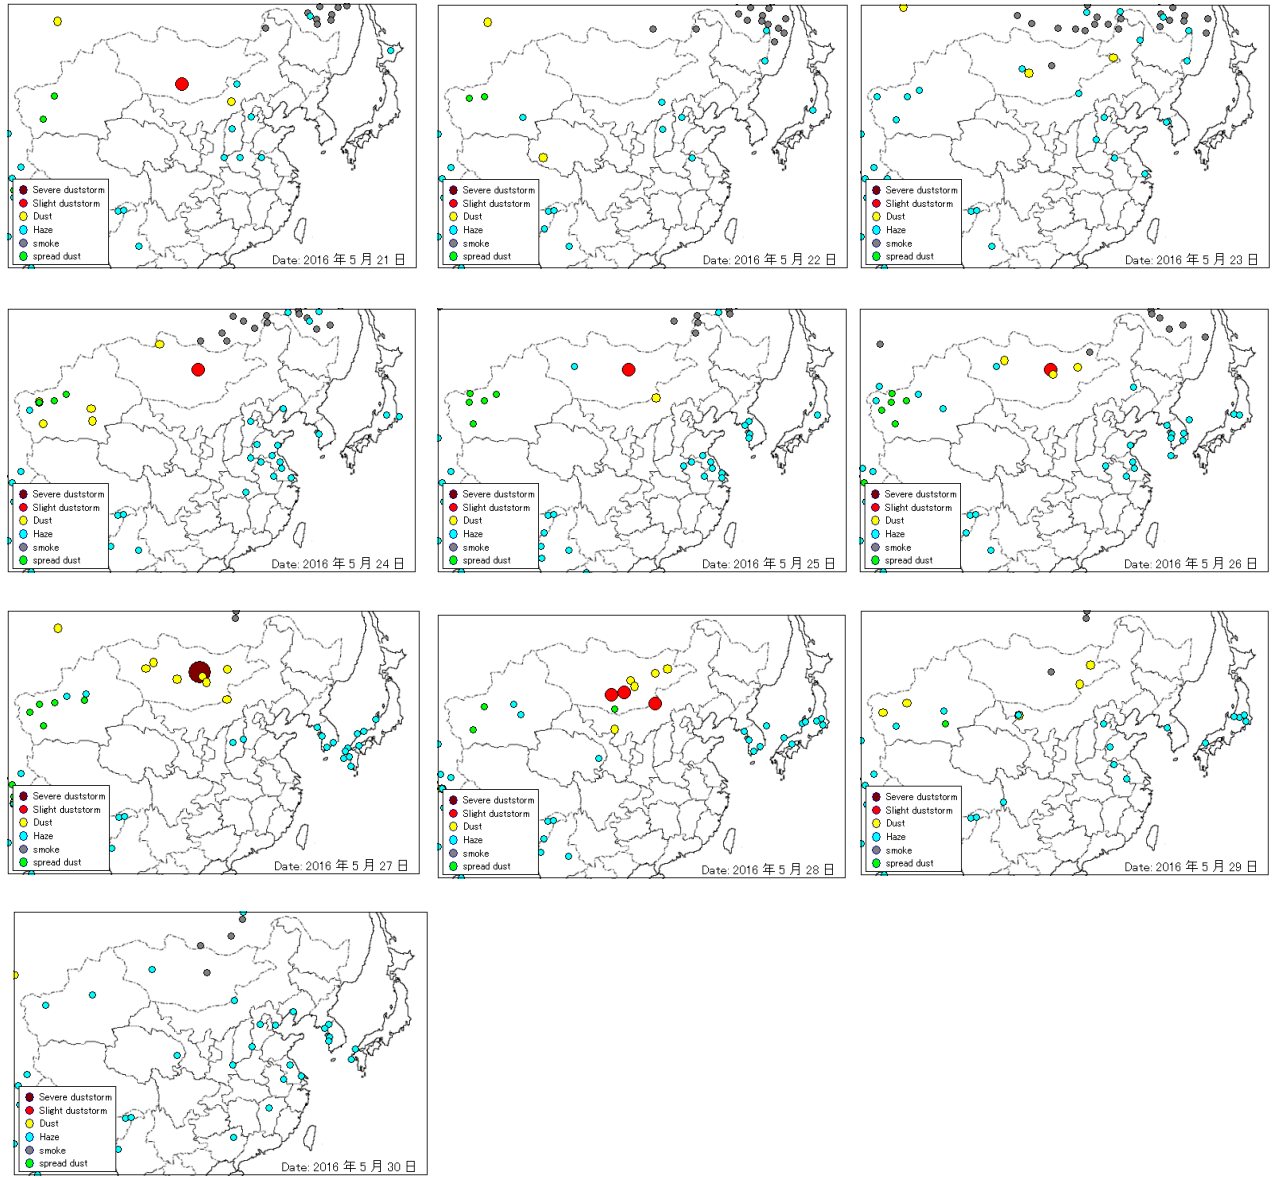 Severe duststorm
Slight duststorm
Dust
Haze
smoke
spread dust
Date: 2016 年 5 月 21 日
Severe duststorm
Slight duststorm
Dust
Haze
smoke
spread dust
Date: 2016 年 5 月 22 日
Severe duststorm
Slight duststorm
Dust
Haze
smoke
spread dust
Date: 2016 年 5 月 23 日
Severe duststorm
Slight duststorm
Dust
Haze
smoke
spread dust
Date: 2016 年 5 月 24 日
Severe duststorm
Slight duststorm
Dust
Haze
smoke
spread dust
Date: 2016 年 5 月 25 日
Severe duststorm
Slight duststorm
Dust
Haze
smoke
spread dust
Date: 2016 年 5 月 26 日
Severe duststorm
Slight duststorm
Dust
Haze
smoke
spread dust
Date: 2016 年 5 月 27 日
Severe duststorm
Slight duststorm
Dust
Haze
smoke
spread dust
Date: 2016 年 5 月 28 日
Severe duststorm
Slight duststorm
Dust
Haze
smoke
spread dust
Date: 2016 年 5 月 29 日
Severe duststorm
Slight duststorm
Dust
Haze
smoke
spread dust
Date: 2016 年 5 月 30 日